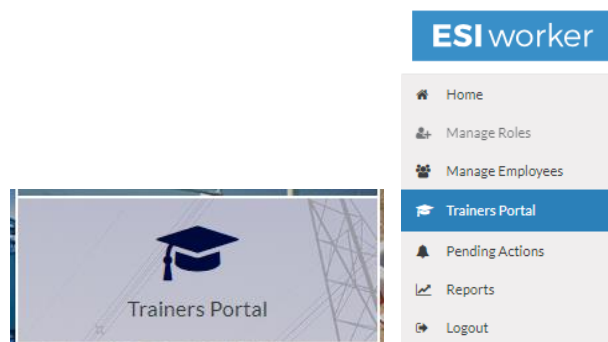 Trainers Portal
ESI worker
Home
Manage Roles
Manage Employees
Trainers Portal
Pending Actions
Reports
Logout